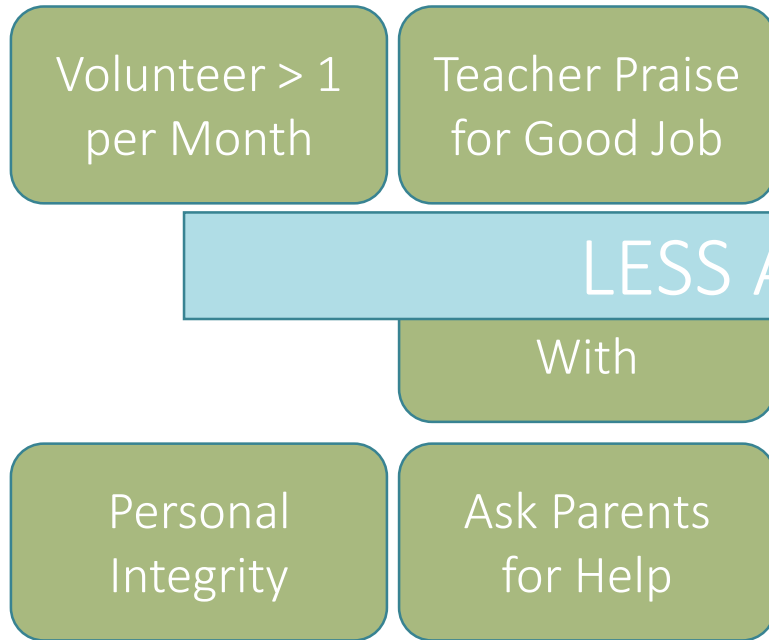 Volunteer > 1
per Month
Teacher Praise
for Good Job
LESS A
With
Personal
Integrity
Ask Parents
for Help